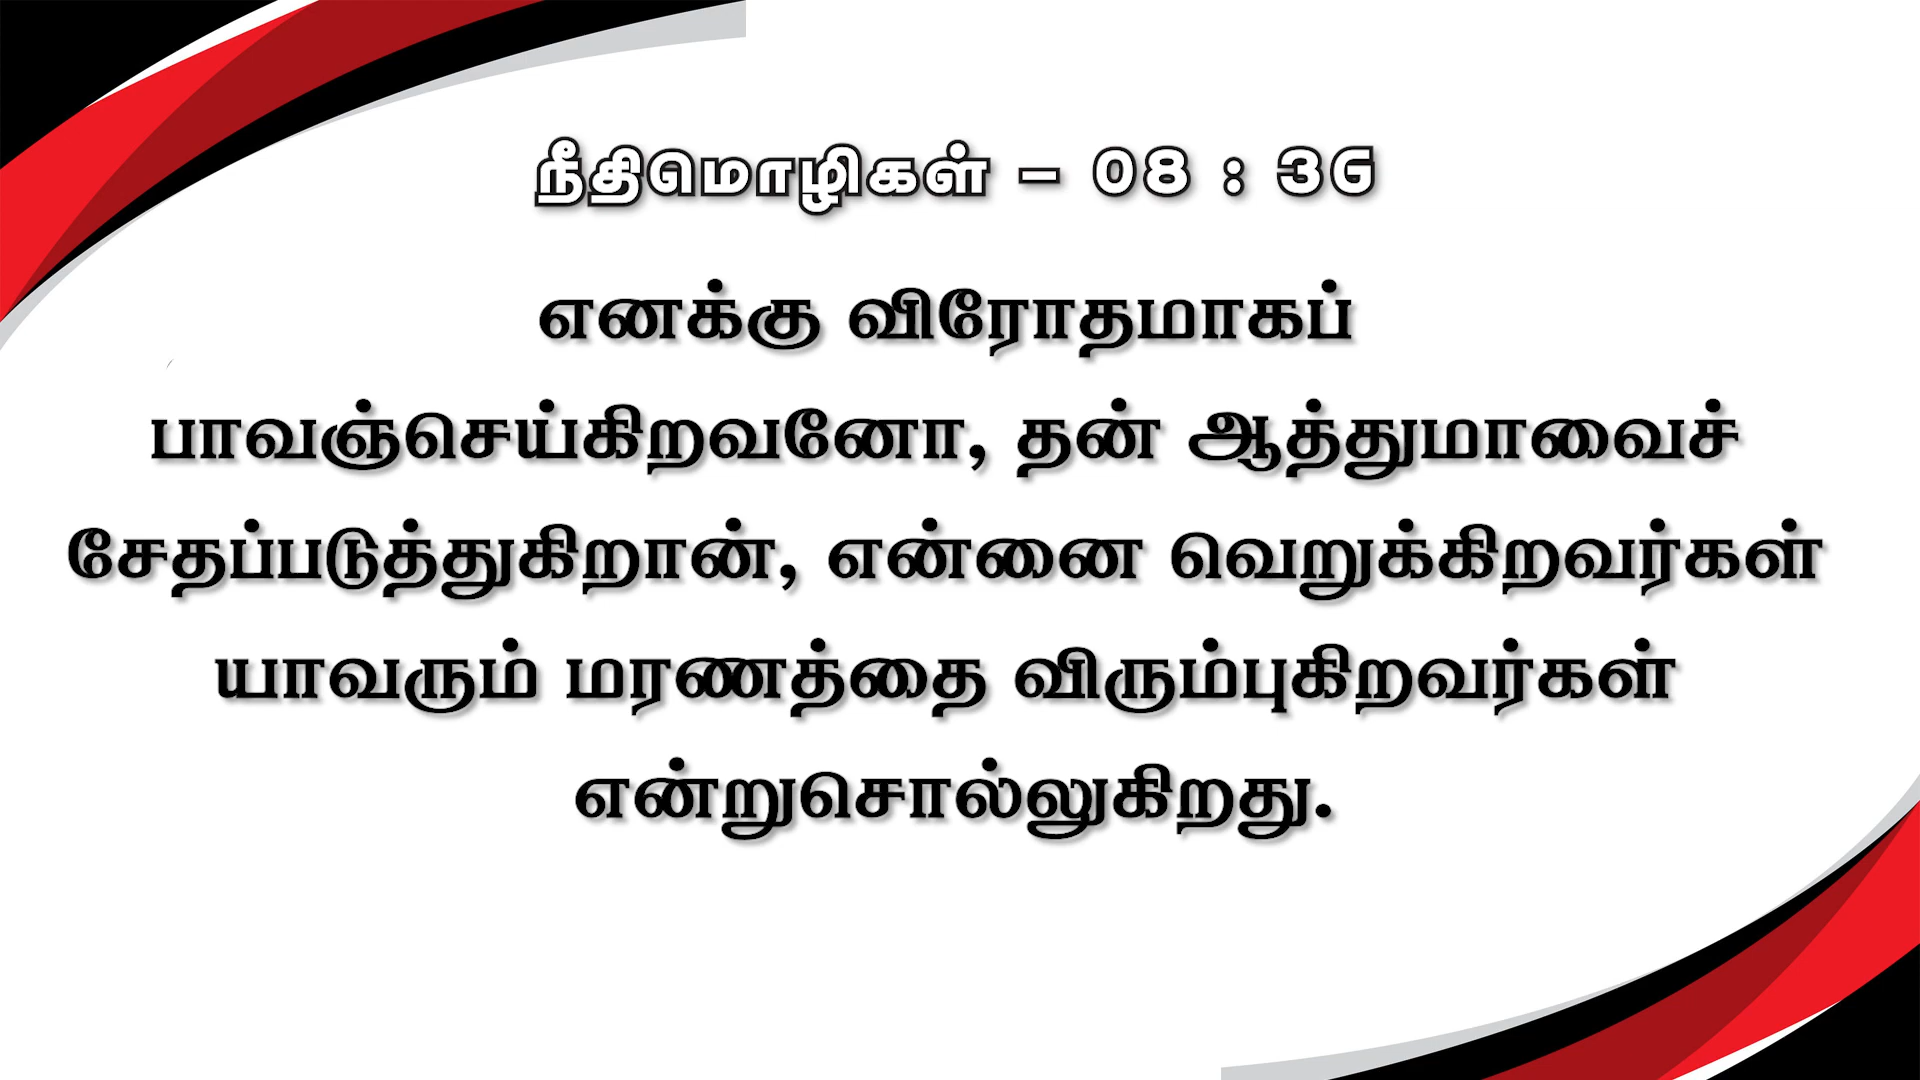 நீதிமொழிகள் – 08 : 36
எனக்கு விரோதமாகப்
பாவஞ்செய்கிறவனோ, தன் ஆத்துமாவைச்
சேதப்படுத்துகிறான், என்னை வெறுக்கிறவர்கள்
யாவரும் மரணத்தை விரும்புகிறவர்கள்
என்றுசொல்லுகிறது.